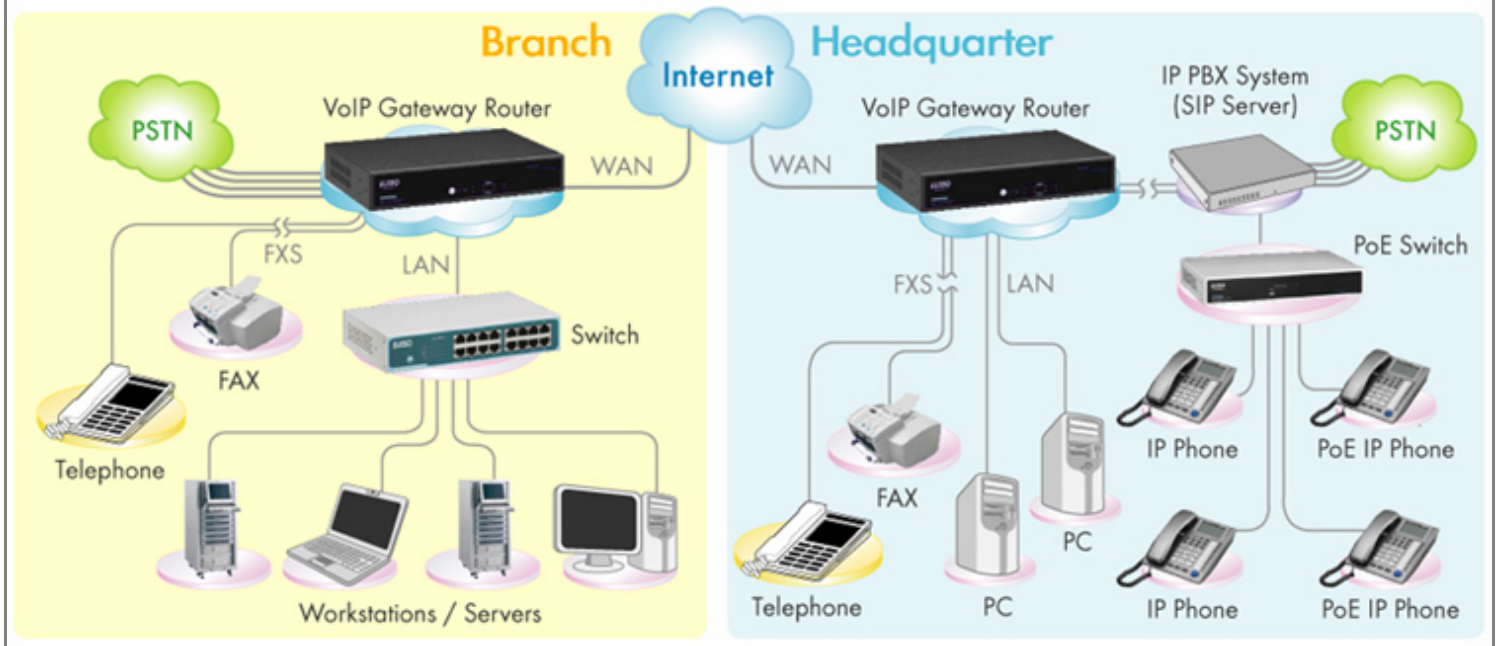 Branch
Internet
Headquarter
PSTN
VoIP Gateway Router
WAN
FXS
LAN
FAX
Switch
Telephone
Workstations / Servers
WAN
VoIP Gateway Router
IP PBX System
(SIP Server)
PSTN
PoE Switch
FXS
LAN
FAX
PC
Telephone
PC
IP Phone
PoE IP Phone
IP Phone
PoE IP Phone